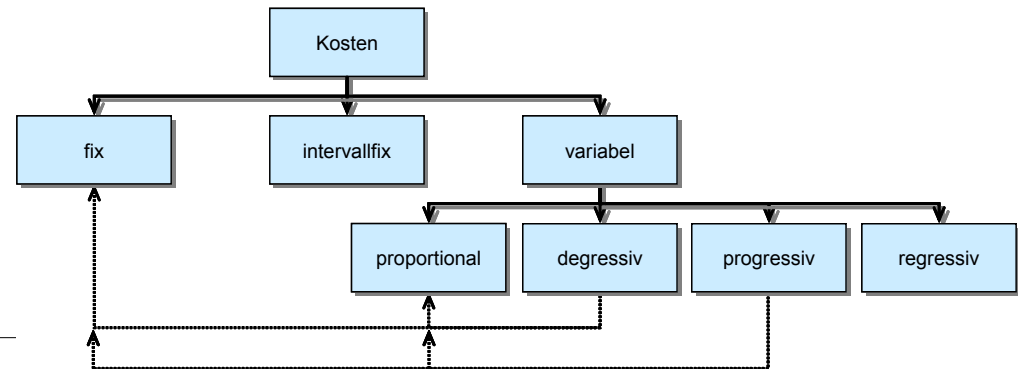 Kosten
fix
intervallfix
variabel
proportional
degressiv
progressiv
regressiv